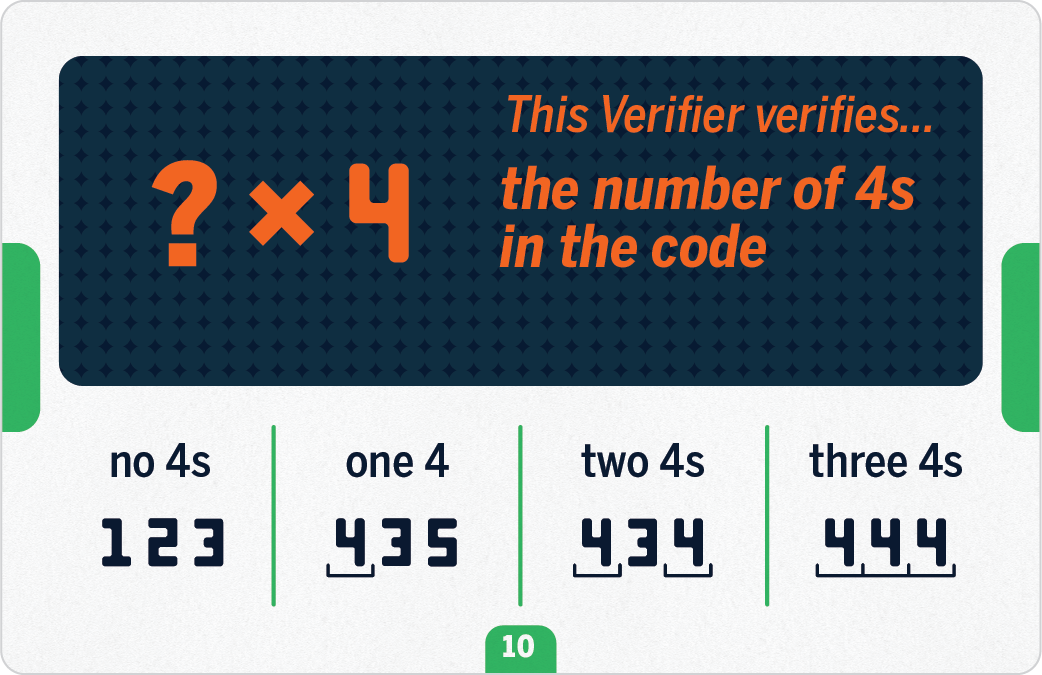 This Verifier verifies...
? × 4
the number of 4s
in the code
no 4s
one 4
two 4s
three 4s
123
435
434
444
10